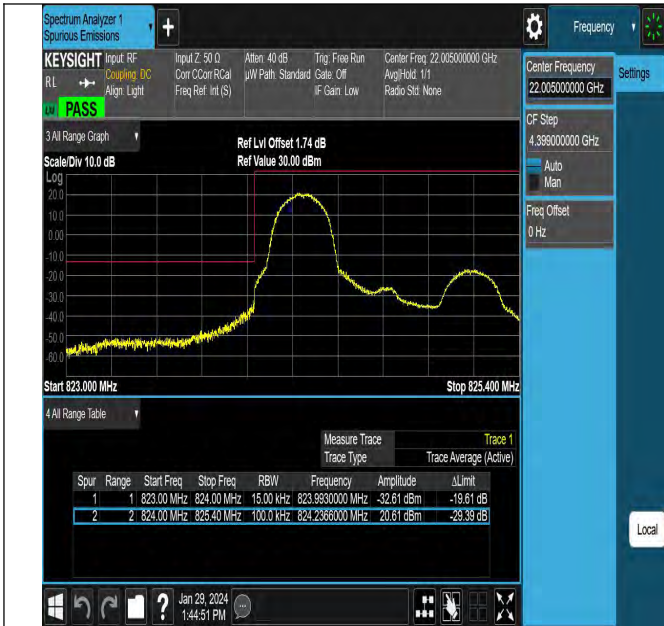 Spectrum Analyzer 1
Spurious Emissions
+
Frequency
KEYSIGHT Input: RF Input Z: 50 Ω Atten: 40 dB Trig: Free Run Center Freq: 22.005000000 GHz
RL Coupling: DC Corr CCorr RCal µW Path: Standard Gate: Off Avg|Hold: 1/1
Align: Light Freq Ref: Int (S) IF Gain: Low Radio Std: None
PASS
Center Frequency
22.005000000 GHz
Settings
CF Step
4.399000000 GHz
Auto
Man
Freq Offset
0 Hz
3 All Range Graph
Ref Lvl Offset 1.74 dB
Scale/Div 10.0 dB Ref Value 30.00 dBm
Log
20.0
10.0
0.00
-10.0
-20.0
-30.0
-40.0
-50.0
-60.0
Start 823.000 MHz Stop 825.400 MHz
4 All Range Table
Measure Trace Trace 1
Trace Type Trace Average (Active)
Spur Range Start Freq Stop Freq RBW Frequency Amplitude ΔLimit
1 1 823.00 MHz 824.00 MHz 15.00 kHz 823.9930000 MHz -32.61 dBm -19.61 dB
2 2 824.00 MHz 825.40 MHz 100.0 kHz 824.2366000 MHz 20.61 dBm -29.39 dB
Local
? Jan 29, 2024
1:44:51 PM